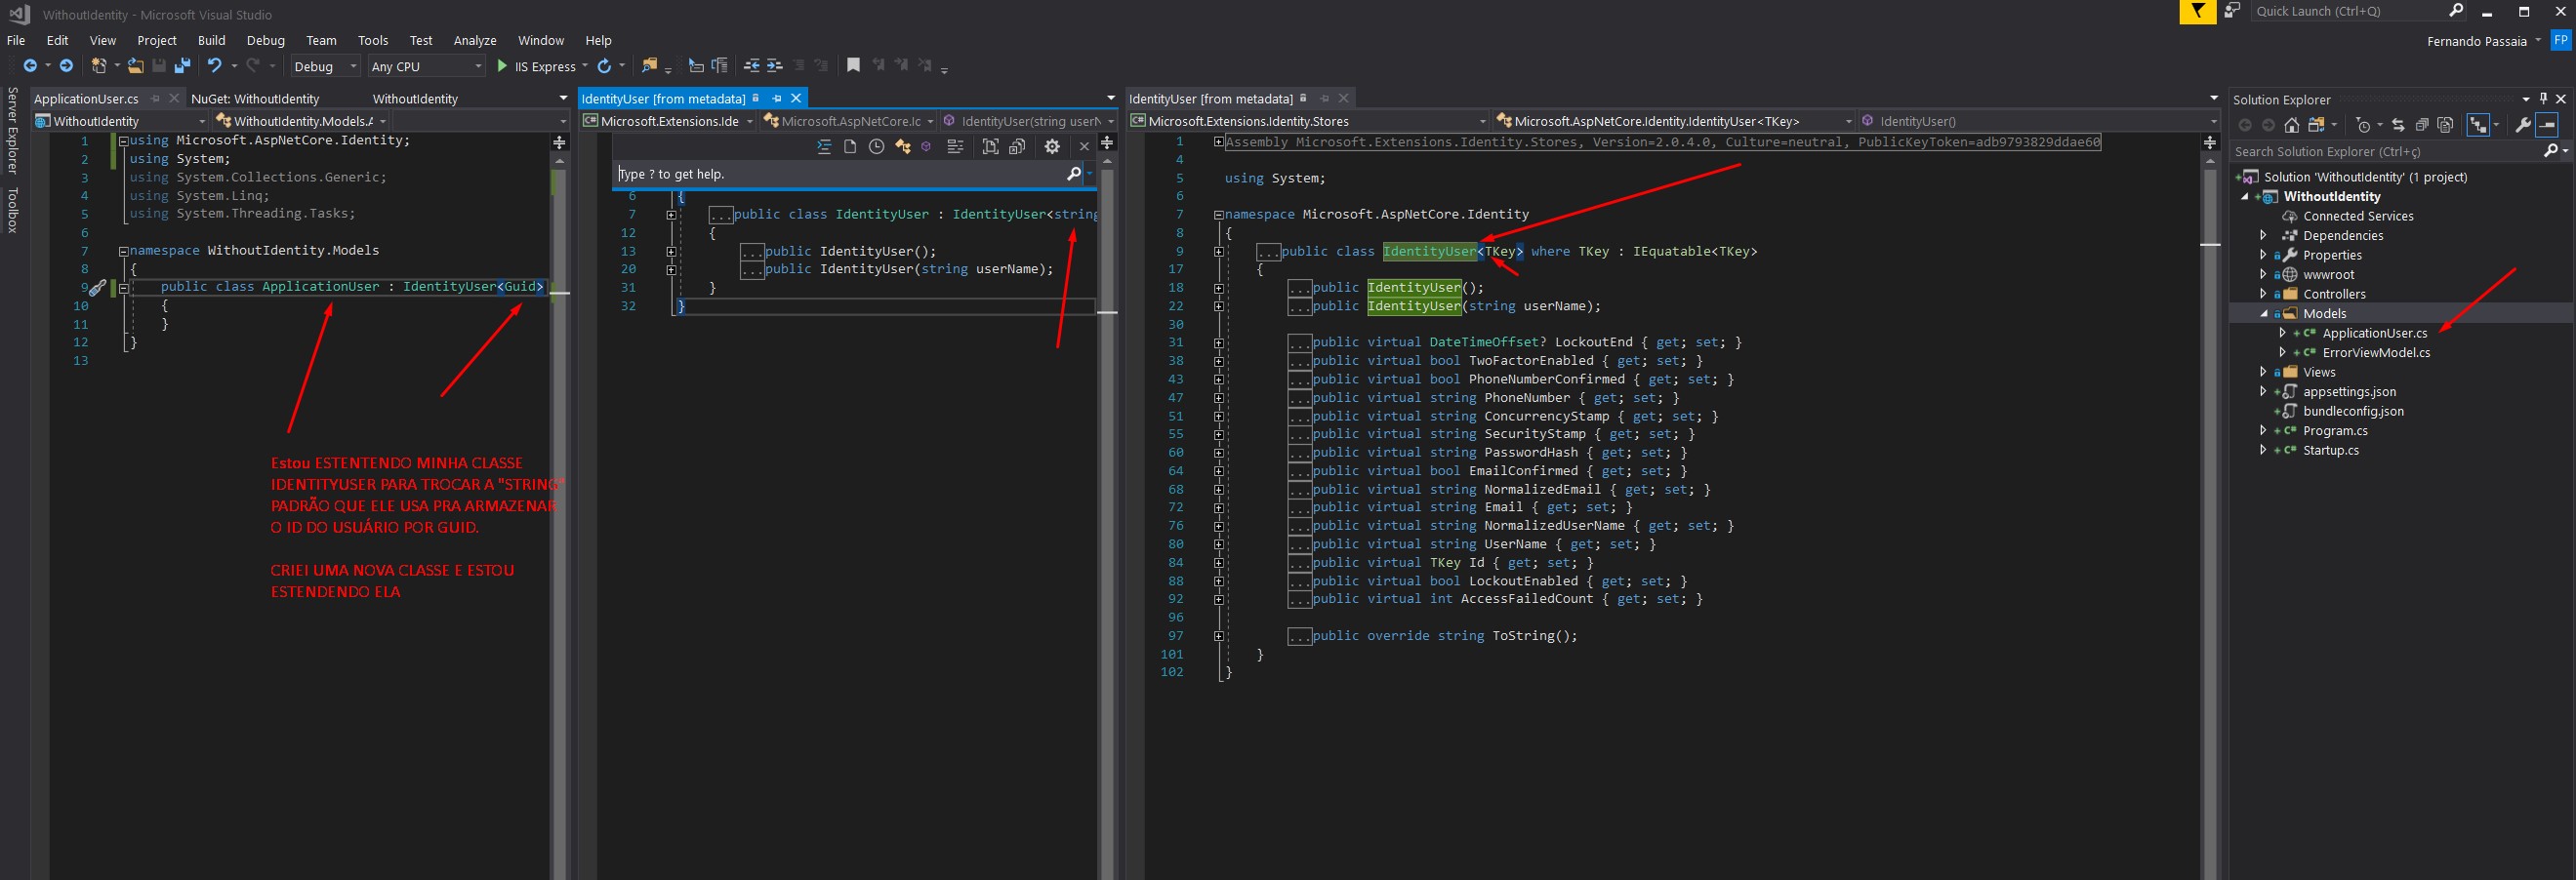 WithoutIdentity - Microsoft Visual Studio
Quick Launch (Ctrl+Q)
File Edit View Project Build Debug Team Tools Test Analyze Window Help
Fernando Passaia FP
Debug Any CPU IIS Express
Server Explorer
Toolbox
ApplicationUser.cs NuGet: WithoutIdentity WithoutIdentity
WithoutIdentity WithoutIdentity.Models.A
1 using Microsoft.AspNetCore.Identity;
2 using System;
3 using System.Collections.Generic;
4 using System.Linq;
5 using System.Threading.Tasks;
6
7 namespace WithoutIdentity.Models
8 {
9 public class ApplicationUser : IdentityUser<Guid>
10 {
11 }
12 }
13
Estou ESTENTENDO MINHA CLASSE
IDENTITYUSER PARA TROCAR A "STRING"
PADRÃO QUE ELE USA PRA ARMAZENAR
O ID DO USUÁRIO POR GUID.
CRIEI UMA NOVA CLASSE E ESTOU
ESTENDENDO ELA
IdentityUser [from metadata]
Microsoft.Extensions.Ide Microsoft.AspNetCore.Ic IdentityUser(string userN
Type ? to get help.
6 {
7 ...public class IdentityUser : IdentityUser<string
12 {
13 ...public IdentityUser();
20 ...public IdentityUser(string userName);
31 }
32 }
IdentityUser [from metadata]
Microsoft.Extensions.Identity.Stores Microsoft.AspNetCore.Identity.IdentityUser<TKey> IdentityUser()
1 Assembly Microsoft.Extensions.Identity.Stores, Version=2.0.4.0, Culture=neutral, PublicKeyToken=adb9793829ddae60
4
5 using System;
6
7 namespace Microsoft.AspNetCore.Identity
8 {
9 ...public class IdentityUser<TKey> where TKey : IEquatable<TKey>
17 {
18 ...public IdentityUser();
22 ...public IdentityUser(string userName);
30
31 ...public virtual DateTimeOffset? LockoutEnd { get; set; }
38 ...public virtual bool TwoFactorEnabled { get; set; }
43 ...public virtual bool PhoneNumberConfirmed { get; set; }
47 ...public virtual string PhoneNumber { get; set; }
51 ...public virtual string ConcurrencyStamp { get; set; }
55 ...public virtual string SecurityStamp { get; set; }
60 ...public virtual string PasswordHash { get; set; }
64 ...public virtual bool EmailConfirmed { get; set; }
68 ...public virtual string NormalizedEmail { get; set; }
72 ...public virtual string Email { get; set; }
76 ...public virtual string NormalizedUserName { get; set; }
80 ...public virtual string UserName { get; set; }
84 ...public virtual TKey Id { get; set; }
88 ...public virtual bool LockoutEnabled { get; set; }
92 ...public virtual int AccessFailedCount { get; set; }
96
97 ...public override string ToString();
101 }
102 }
Solution Explorer
Search Solution Explorer (Ctrl+ç)
Solution 'WithoutIdentity' (1 project)
WithoutIdentity
Connected Services
Dependencies
Properties
wwwroot
Controllers
Models
C# ApplicationUser.cs
C# ErrorViewModel.cs
Views
appsettings.json
bundleconfig.json
C# Program.cs
C# Startup.cs